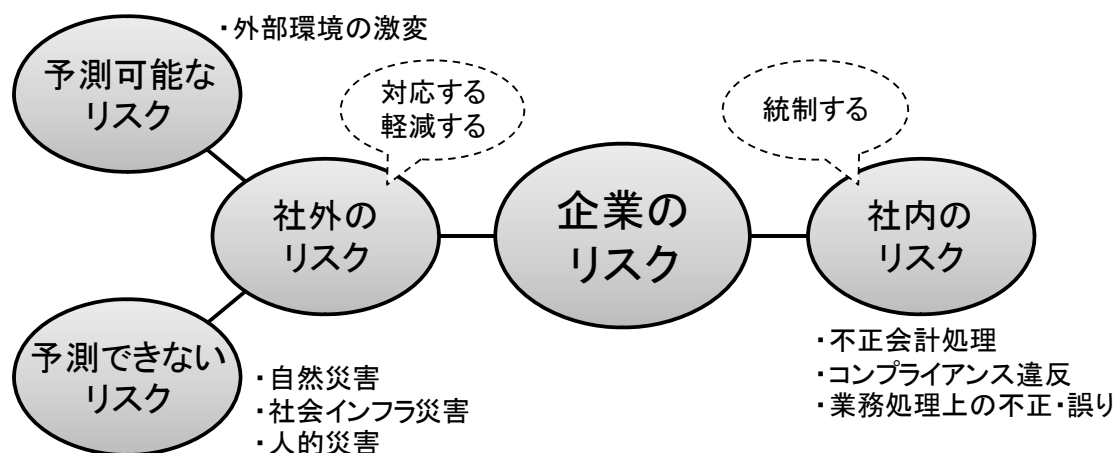 ・外部環境の激変
予測可能な
リスク
対応する
軽減する
統制する
社外の
リスク
企業の
リスク
社内の
リスク
予測できない
リスク
・自然災害
・社会インフラ災害
・人的災害
・不正会計処理
・コンプライアンス違反
・業務処理上の不正・誤り